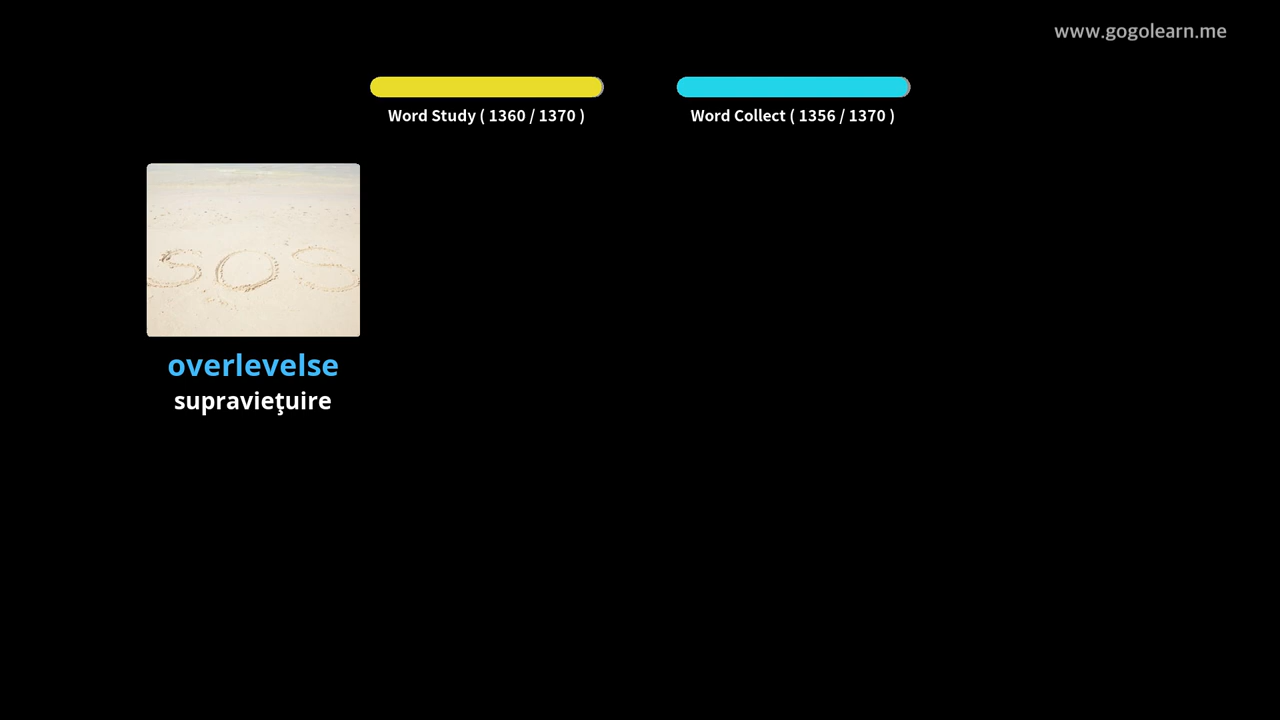 www.gogolearn.me
Word Study ( 1360 / 1370 )
Word Collect ( 1356 / 1370 )
SOS
overlevelse
supravieţuire